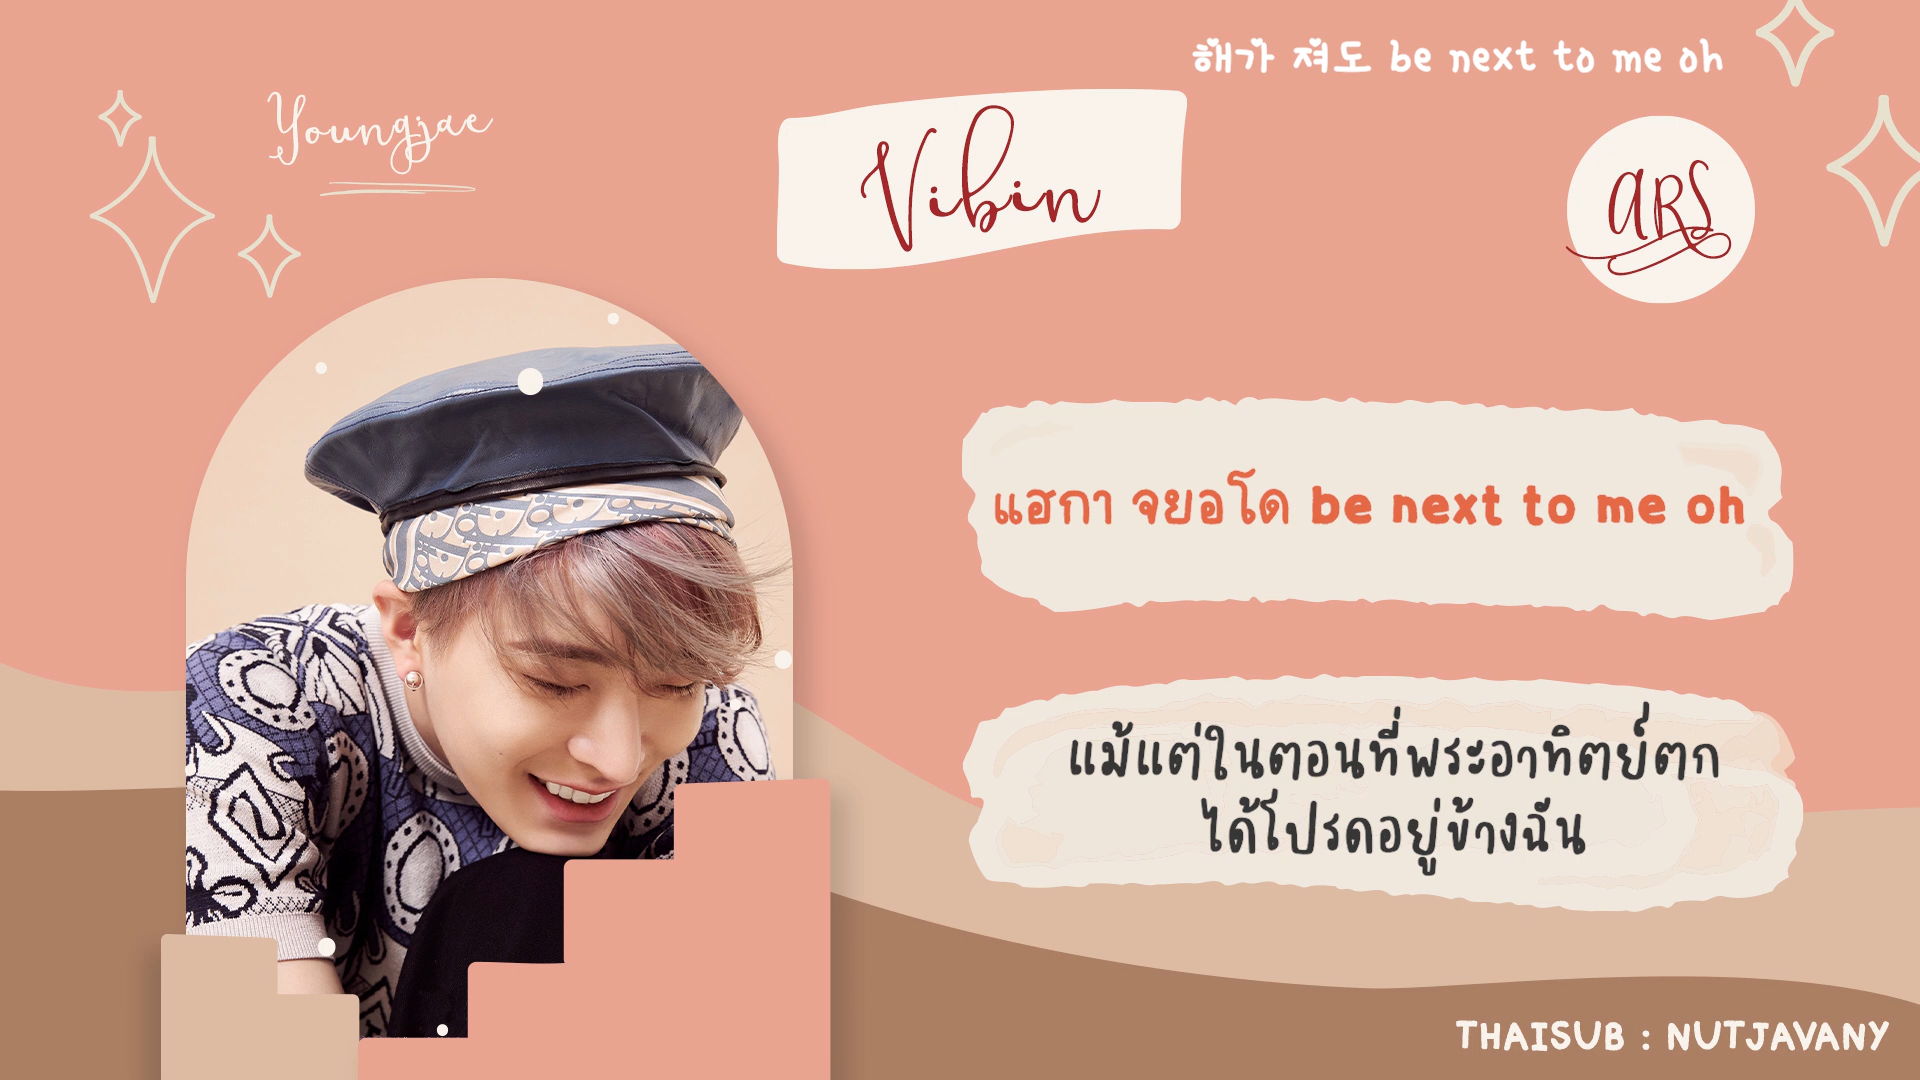 해가 져도 be next to me oh
Youngjae
Vibin
ARS
แฮกา จยอโด be next to me oh
แม้แต่ในตอนที่พระอาทิตย์ตก
ได้โปรดอยู่ข้างฉัน
THAISUB : NUTJAVANY